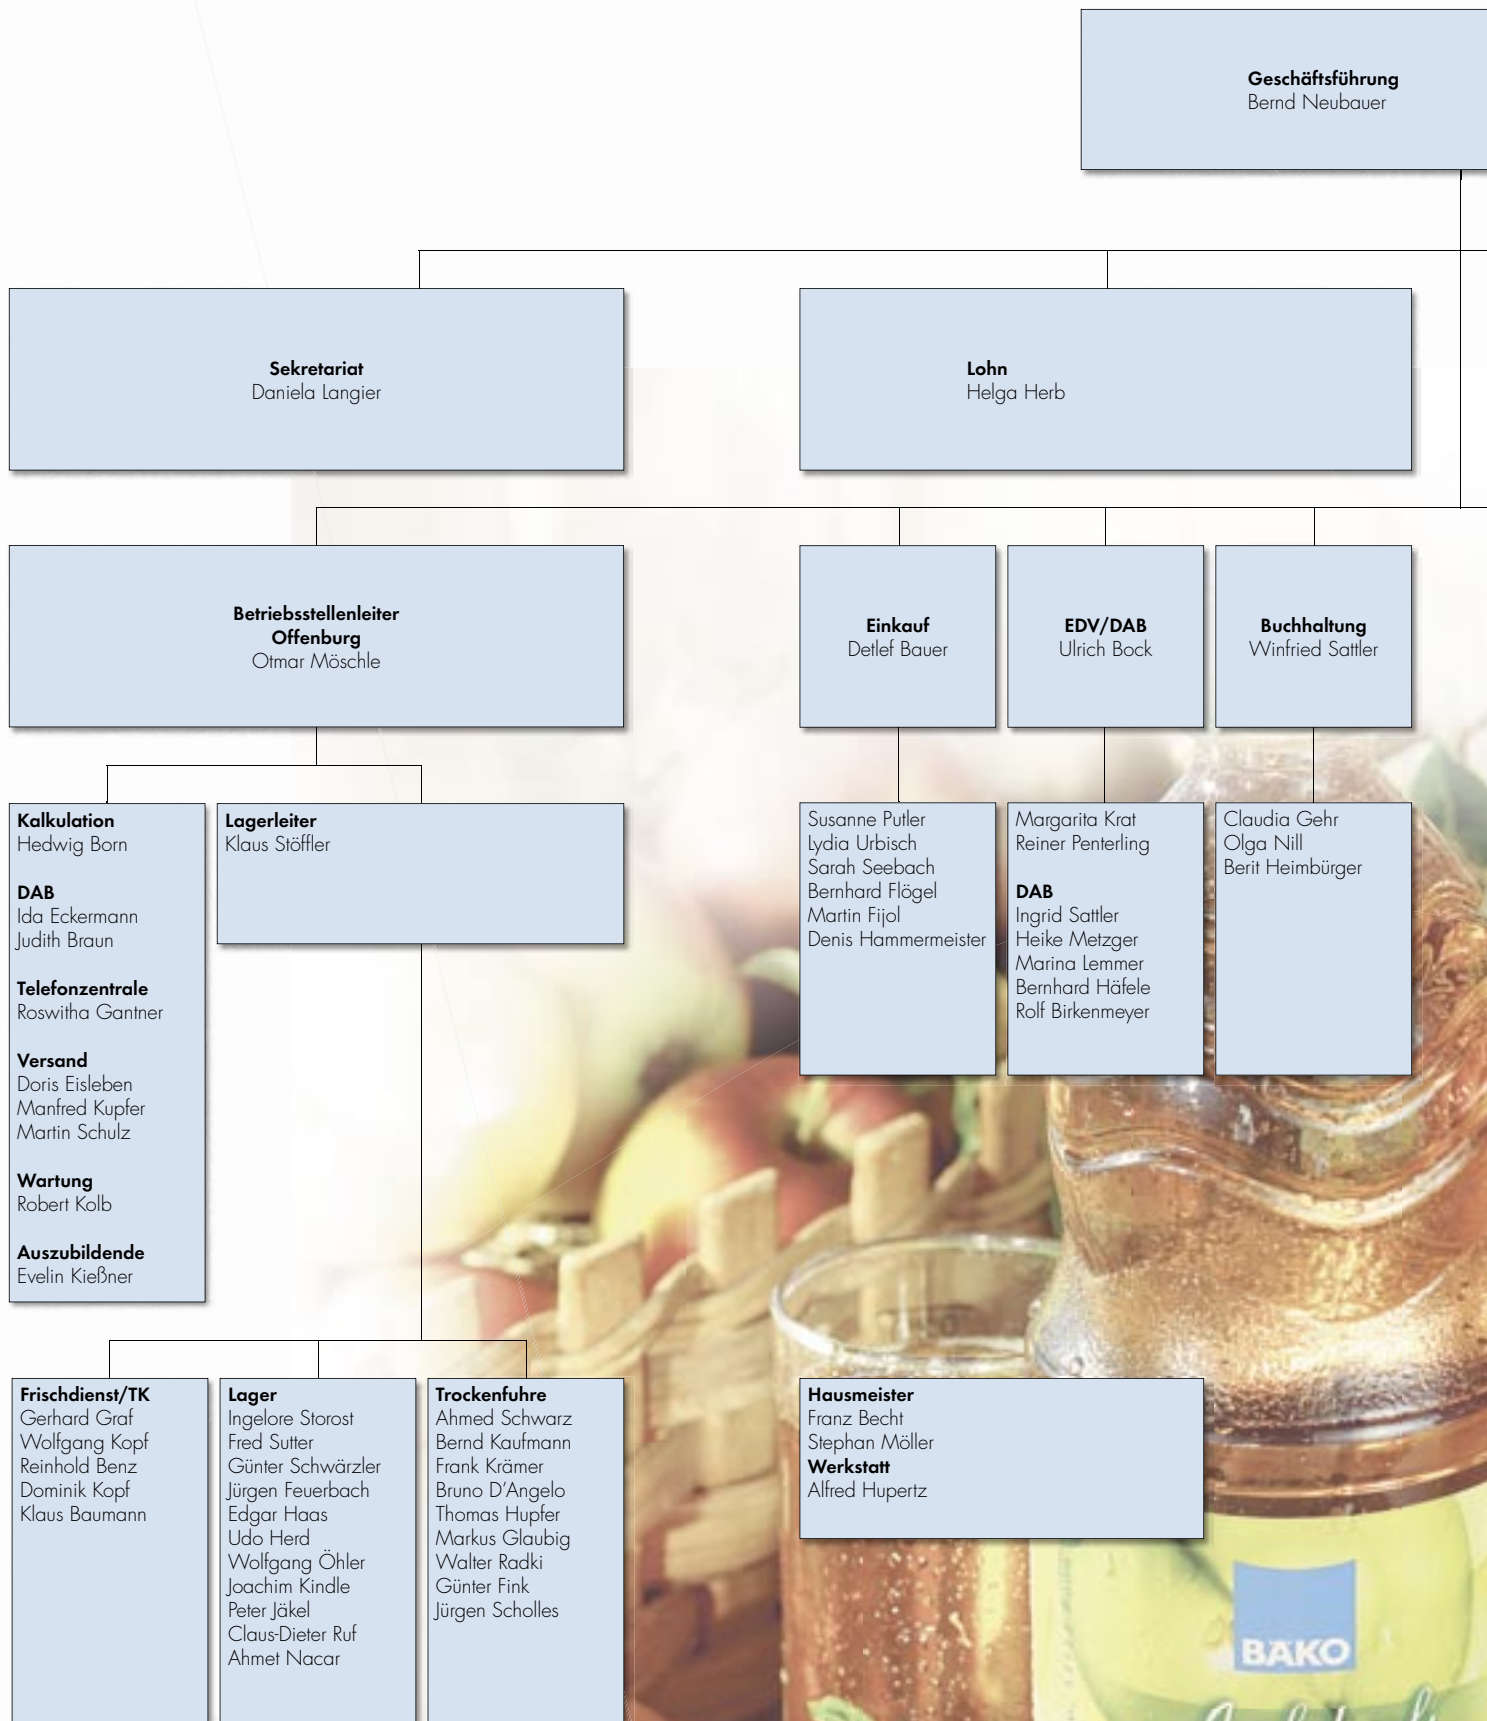 Geschäftsführung
Bernd Neubauer
Sekretariat
Daniela Langier
Lohn
Helga Herb
Betriebsstellenleiter
Offenburg
Otmar Möschle
Einkauf
Detlef Bauer
EDV/DAB
Ulrich Bock
Buchhaltung
Winfried Sattler
Kalkulation
Hedwig Born
DAB
Ida Eckermann
Judith Braun
Telefonzentrale
Roswitha Gantner
Versand
Doris Eisleben
Manfred Kupfer
Martin Schulz
Wartung
Robert Kolb
Auszubildende
Evelin Kießner
Lagerleiter
Klaus Stöffler
Susanne Putler
Lydia Urbisch
Sarah Seebach
Bernhard Flögel
Martin Fijol
Denis Hammermeister
Margarita Krat
Reiner Penterling
DAB
Ingrid Sattler
Heike Metzger
Marina Lemmer
Bernhard Häfele
Rolf Birkenmeyer
Claudia Gehr
Olga Nill
Berit Heimbürger
Frischdienst/TK
Gerhard Graf
Wolfgang Kopf
Reinhold Benz
Dominik Kopf
Klaus Baumann
Lager
Ingelore Storost
Fred Sutter
Günter Schwärzler
Jürgen Feuerbach
Edgar Haas
Udo Herd
Wolfgang Öhler
Joachim Kindle
Peter Jäkel
Claus-Dieter Ruf
Ahmet Nacar
Trockenfuhre
Ahmed Schwarz
Bernd Kaufmann
Frank Krämer
Bruno D'Angelo
Thomas Hupfer
Markus Glaubig
Walter Radki
Günter Fink
Jürgen Scholles
Hausmeister
Franz Becht
Stephan Möller
Werkstatt
Alfred Hupertz
BÄKO